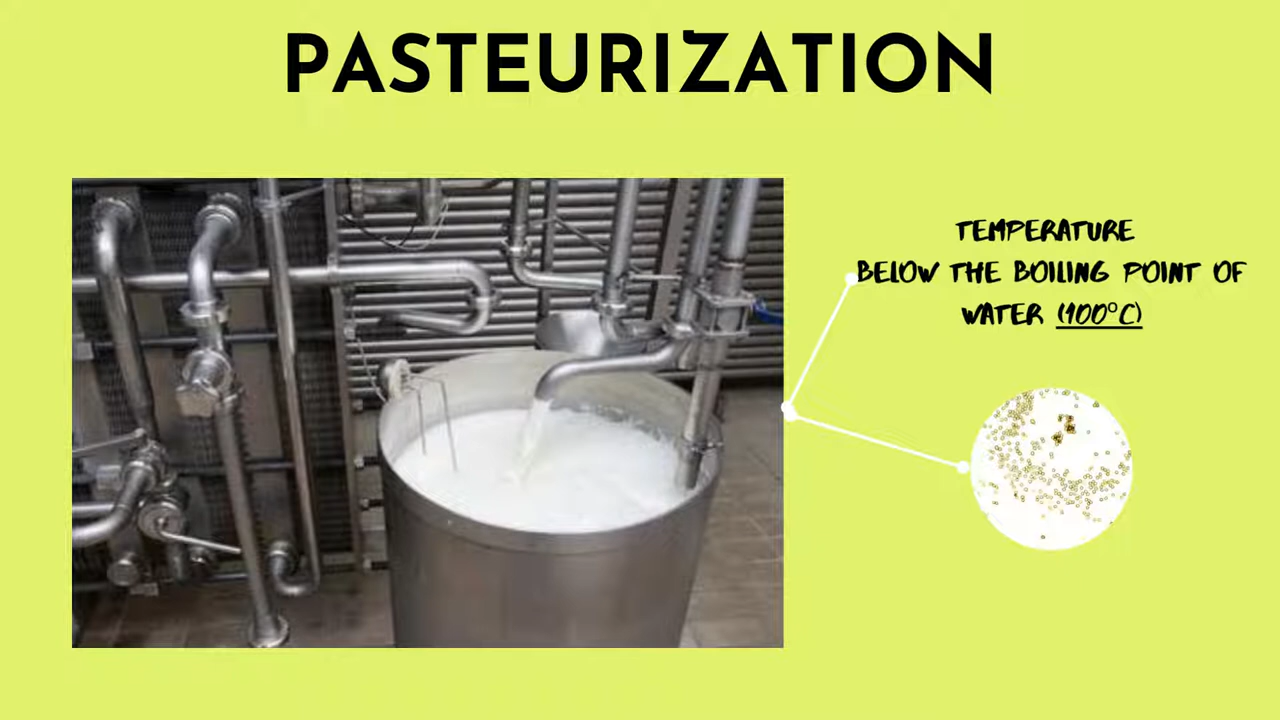 PASTEURIZATION
TEMPERATURE
BELOW THE BOILING POINT OF
WATER (100°C)